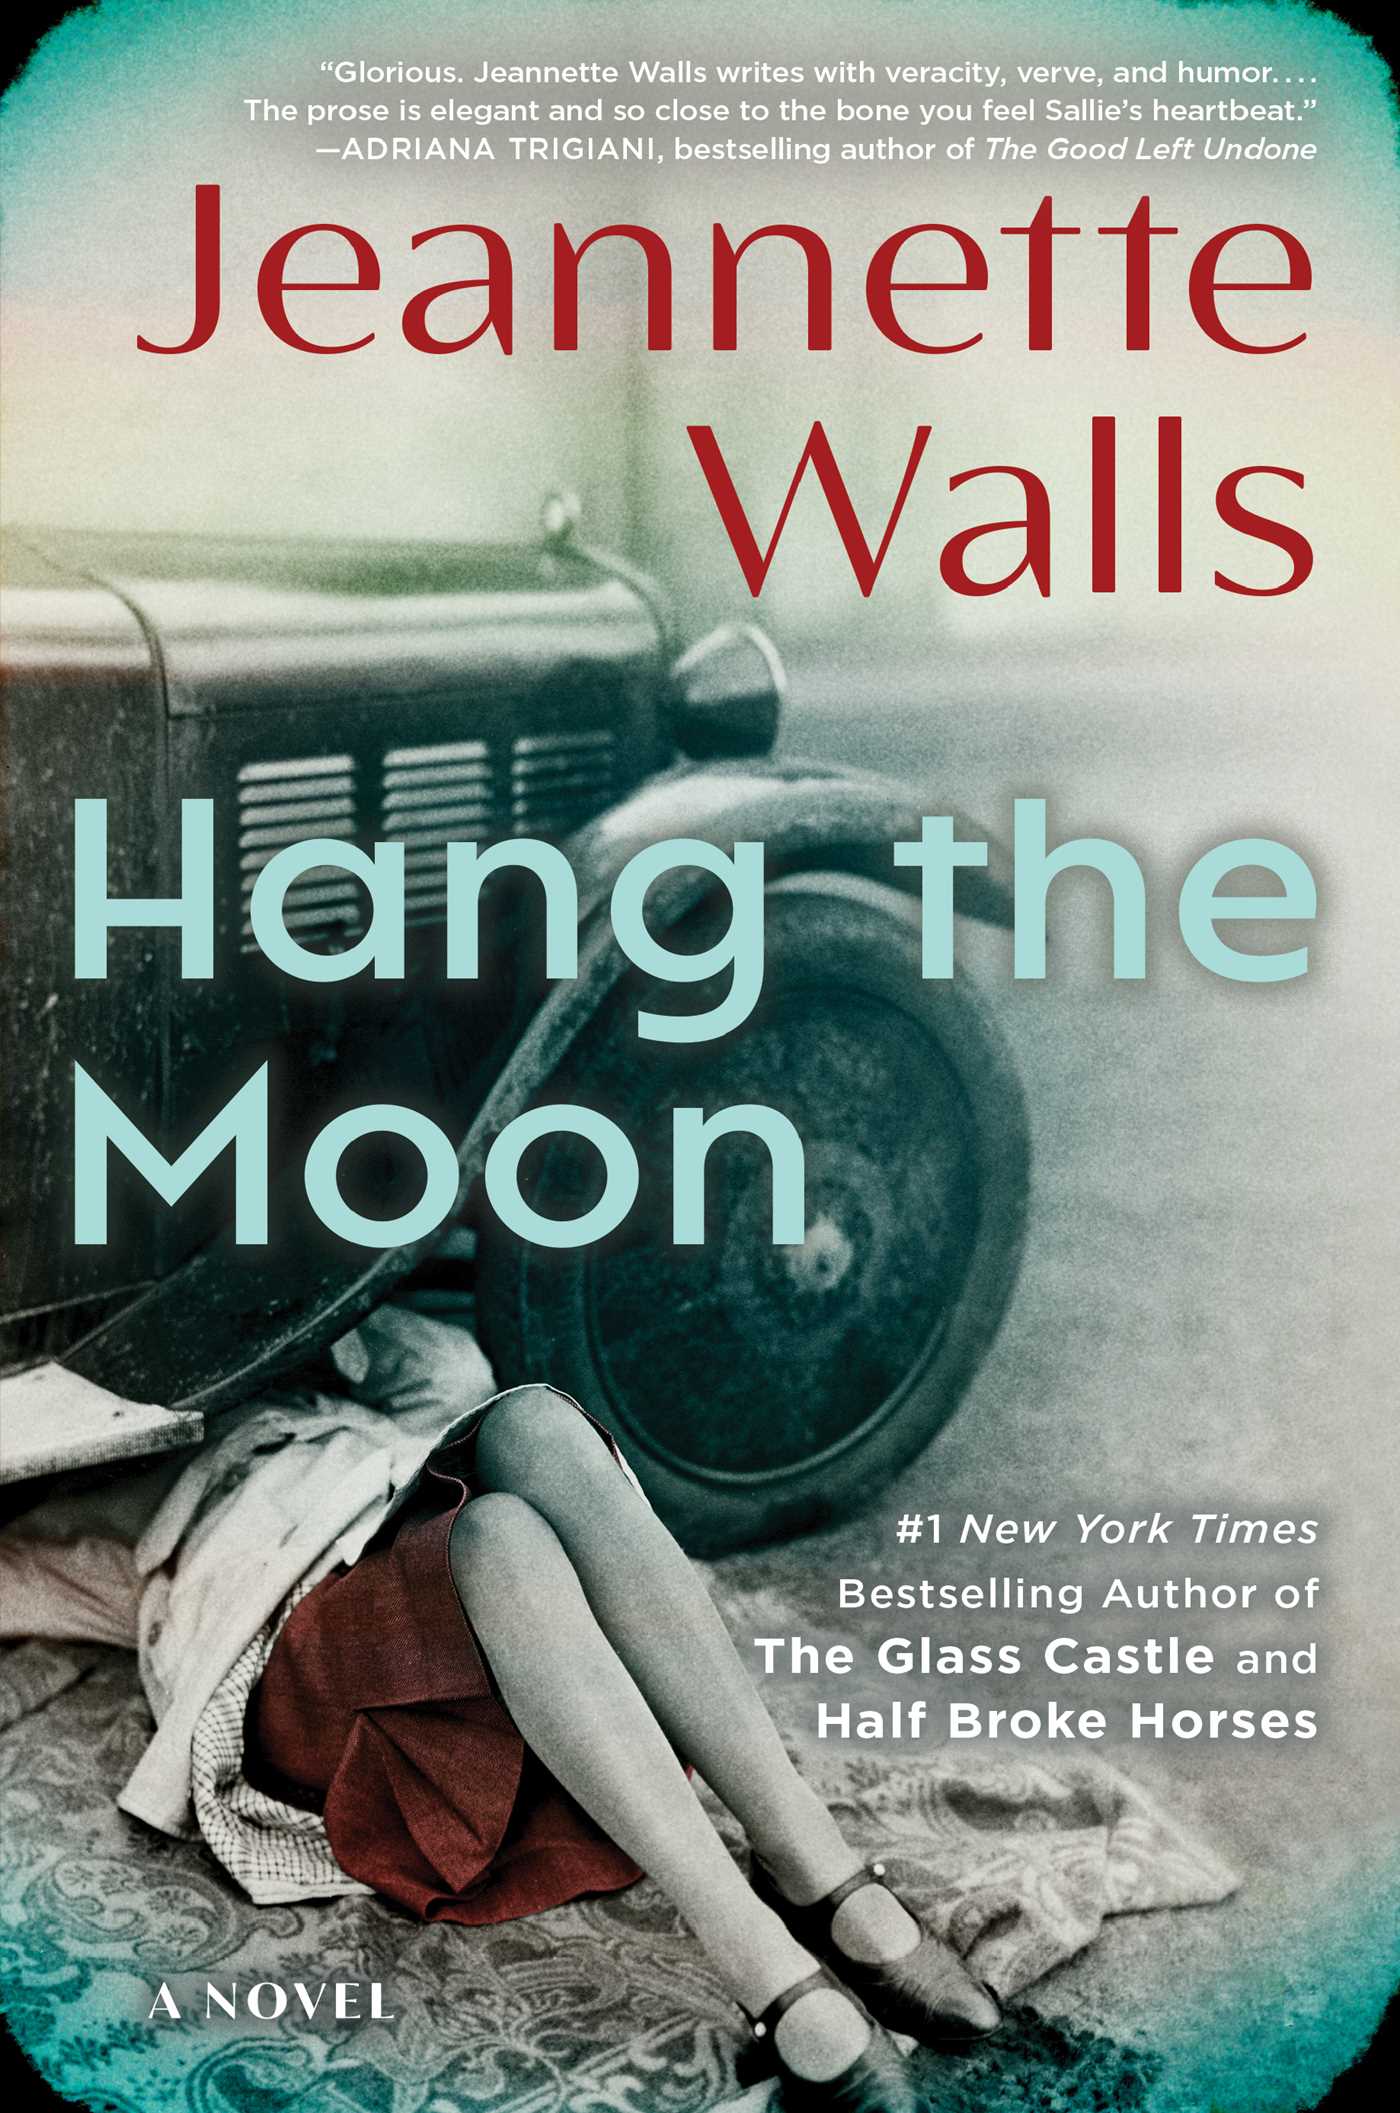 “Glorious. Jeannette Walls writes with veracity, verve, and humor. . . .
The prose is elegant and so close to the bone you feel Sallie’s heartbeat.”
—ADRIANA TRIGIANI, bestselling author of The Good Left Undone
Jeannette
Walls
Hang the
Moon
#1 New York Times
Bestselling Author of
The Glass Castle and
Half Broke Horses
A NOVEL